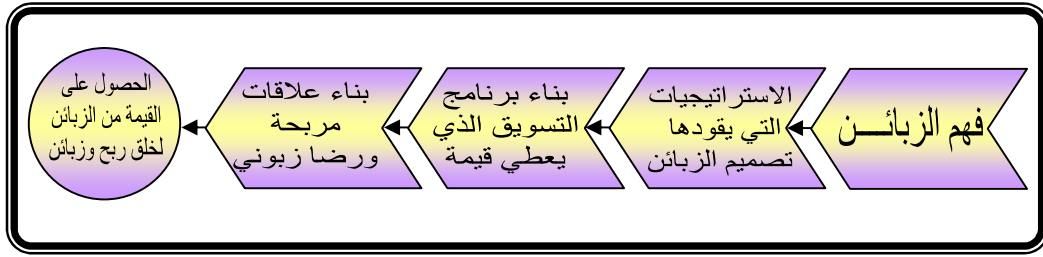 فهم الزبائـــن
الاستراتيجيات
التي يقودها
تصميم الزبائن
بناء برنامج
التسويق الذي
يعطي قيمة
بناء علاقات
مربحة
ورضا زبوني
الحصول على
القيمة من الزبائن
لخلق ربح وزبائن